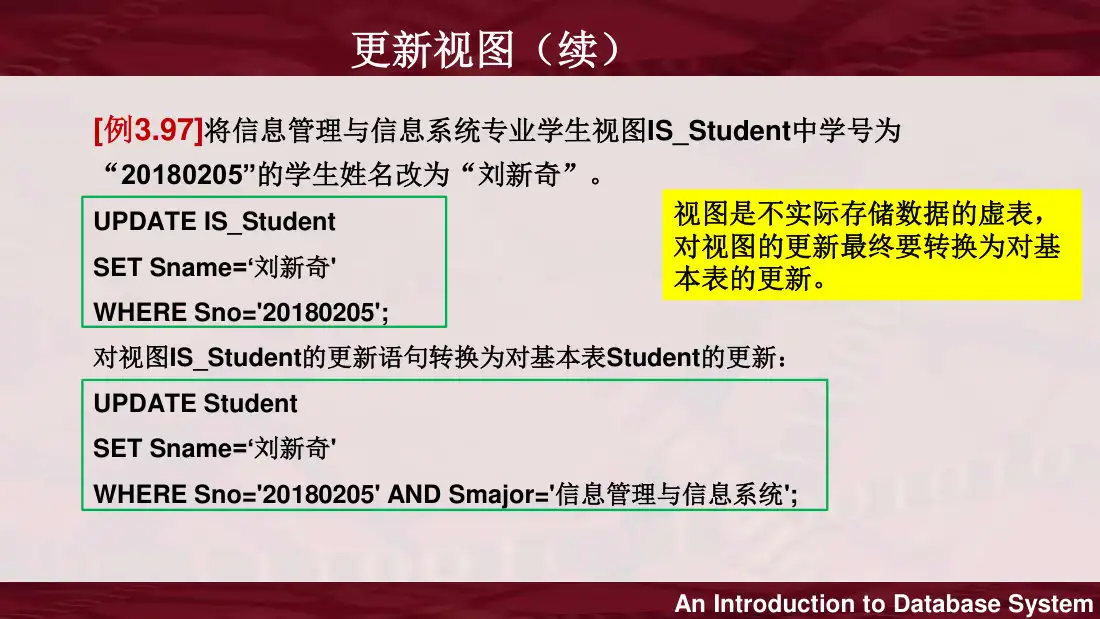 更新视图（续）
[例3.97]将信息管理与信息系统专业学生视图IS_Student中学号为
“20180205”的学生姓名改为“刘新奇”。
UPDATE IS_Student
SET Sname=‘刘新奇'
WHERE Sno='20180205';
视图是不实际存储数据的虚表，
对视图的更新最终要转换为对基
本表的更新。
对视图IS_Student的更新语句转换为对基本表Student的更新：
UPDATE Student
SET Sname=‘刘新奇'
WHERE Sno='20180205' AND Smajor='信息管理与信息系统';
An Introduction to Database System